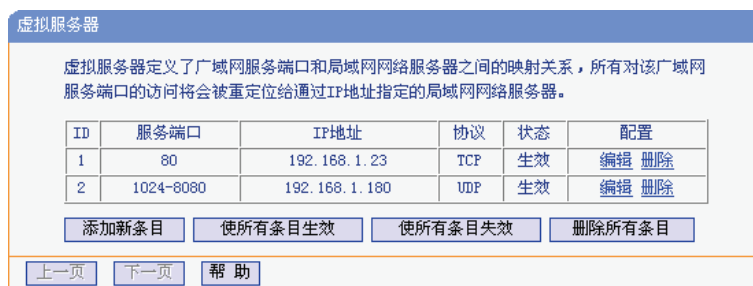 虚拟服务器
虚拟服务器定义了广域网服务端口和局域网网络服务器之间的映射关系，所有对该广域网
服务端口的访问将会被重定位给通过IP地址指定的局域网网络服务器。
ID 服务端口 IP地址 协议 状态 配置
1 80 192.168.1.23 TCP 生效 编辑 删除
2 1024-8080 192.168.1.180 UDP 生效 编辑 删除
添加新条目 使所有条目生效 使所有条目失效 删除所有条目
上一页 下一页 帮 助